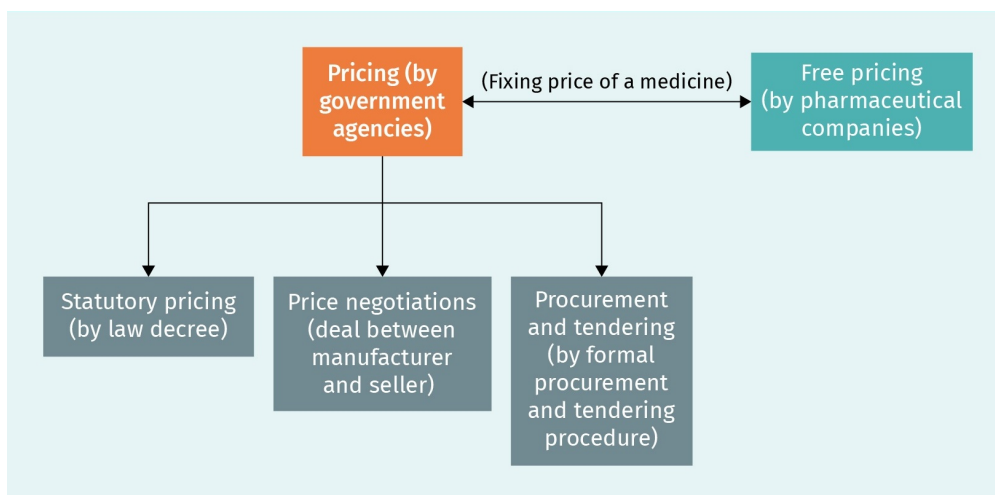 Pricing (by
government
agencies)
(Fixing price of a medicine)
Free pricing
(by pharmaceutical
companies)
Statutory pricing
(by law decree)
Price negotiations
(deal between
manufacturer
and seller)
Procurement
and tendering
(by formal
procurement
and tendering
procedure)